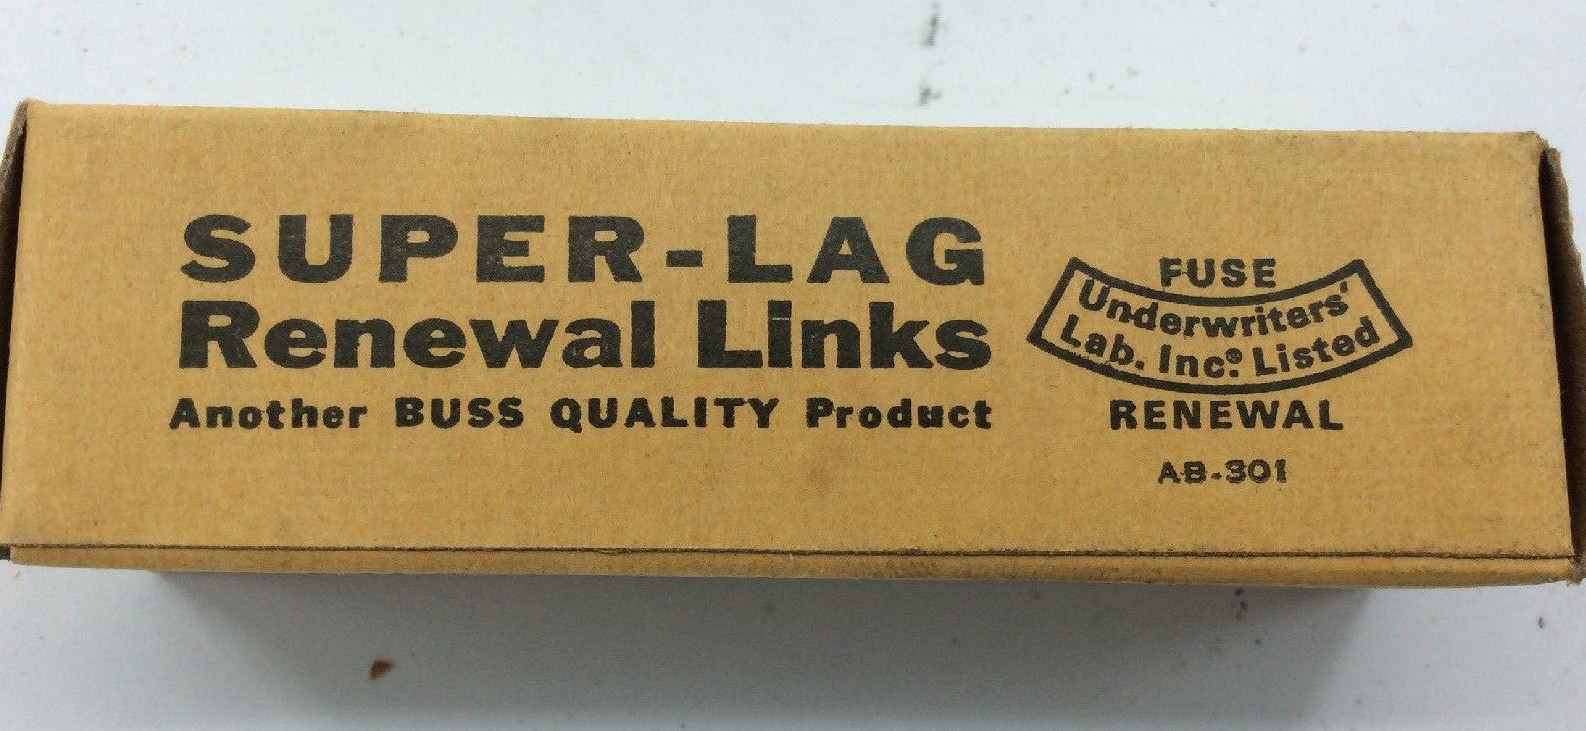 SUPER-LAG
Renewal Links
Another BUSS QUALITY Product
FUSE
Underwriters'
Lab. Inc.® Listed
RENEWAL
AB-301